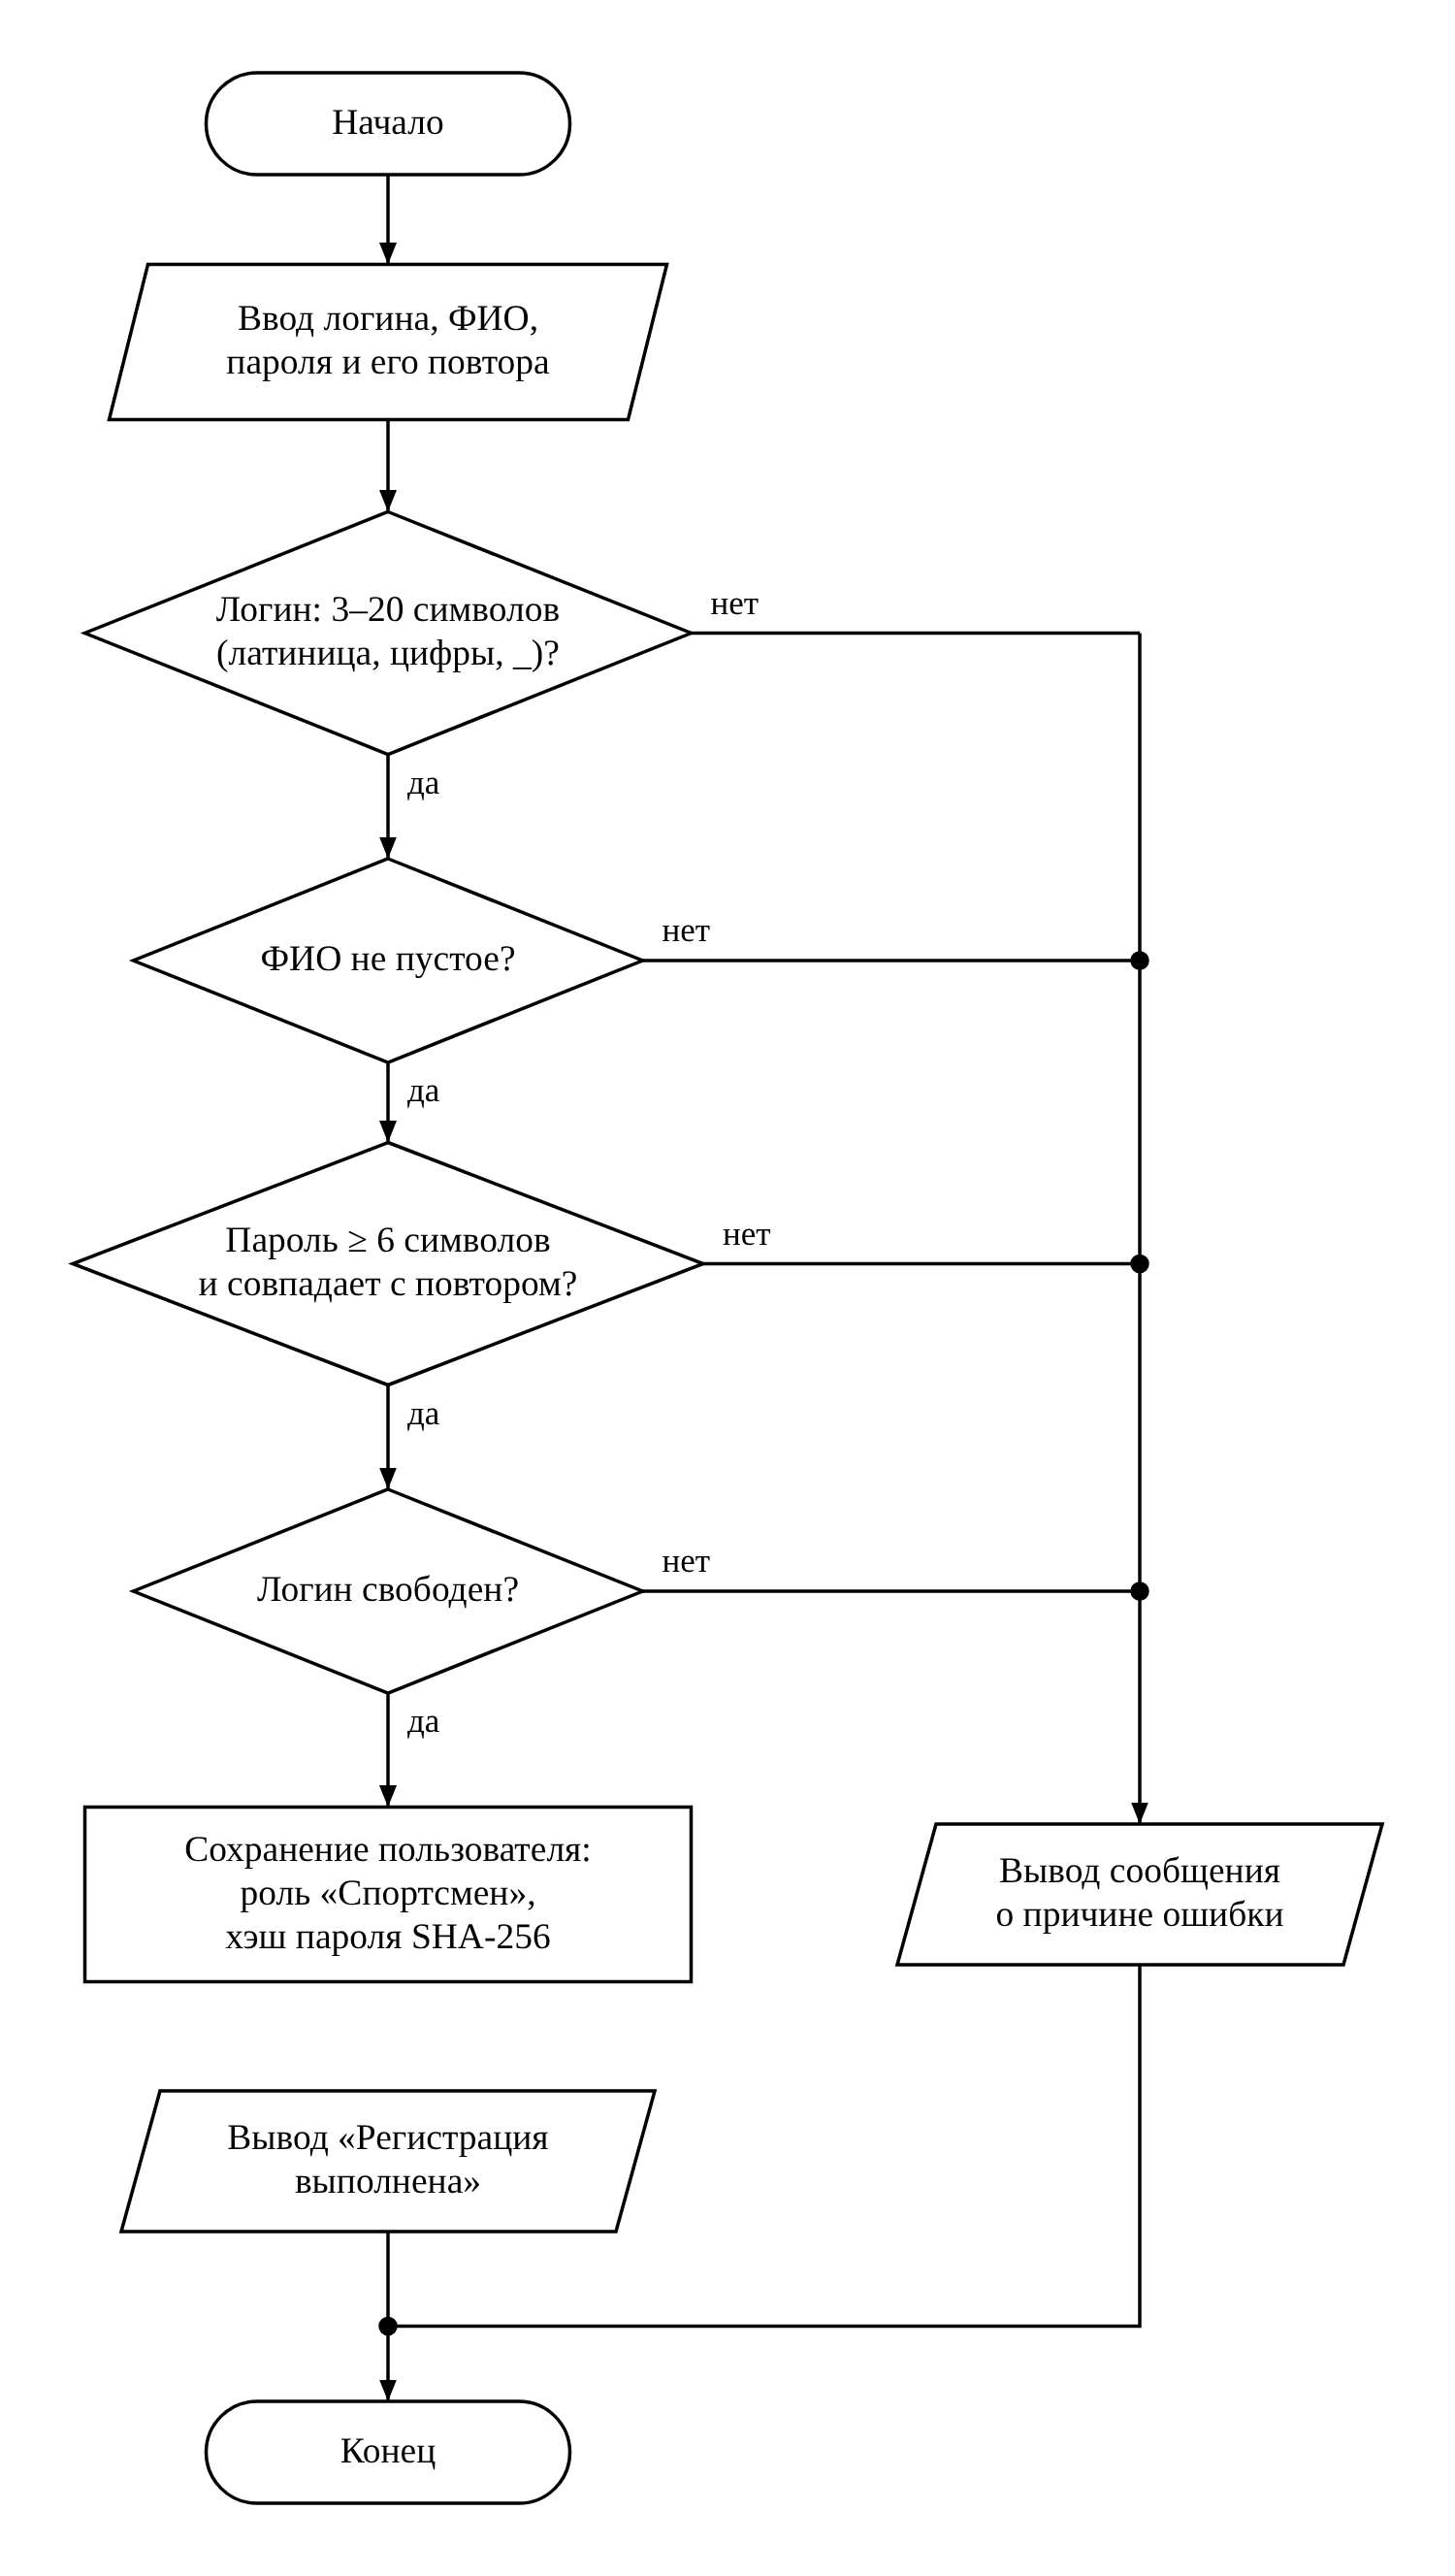 Начало
Ввод логина, ФИО,
пароля и его повтора
Логин: 3–20 символов
(латиница, цифры, _)?
нет
да
ФИО не пустое?
нет
да
Пароль ≥ 6 символов
и совпадает с повтором?
нет
да
Логин свободен?
нет
да
Сохранение пользователя:
роль «Спортсмен»,
хэш пароля SHA-256
Вывод сообщения
о причине ошибки
Вывод «Регистрация
выполнена»
Конец